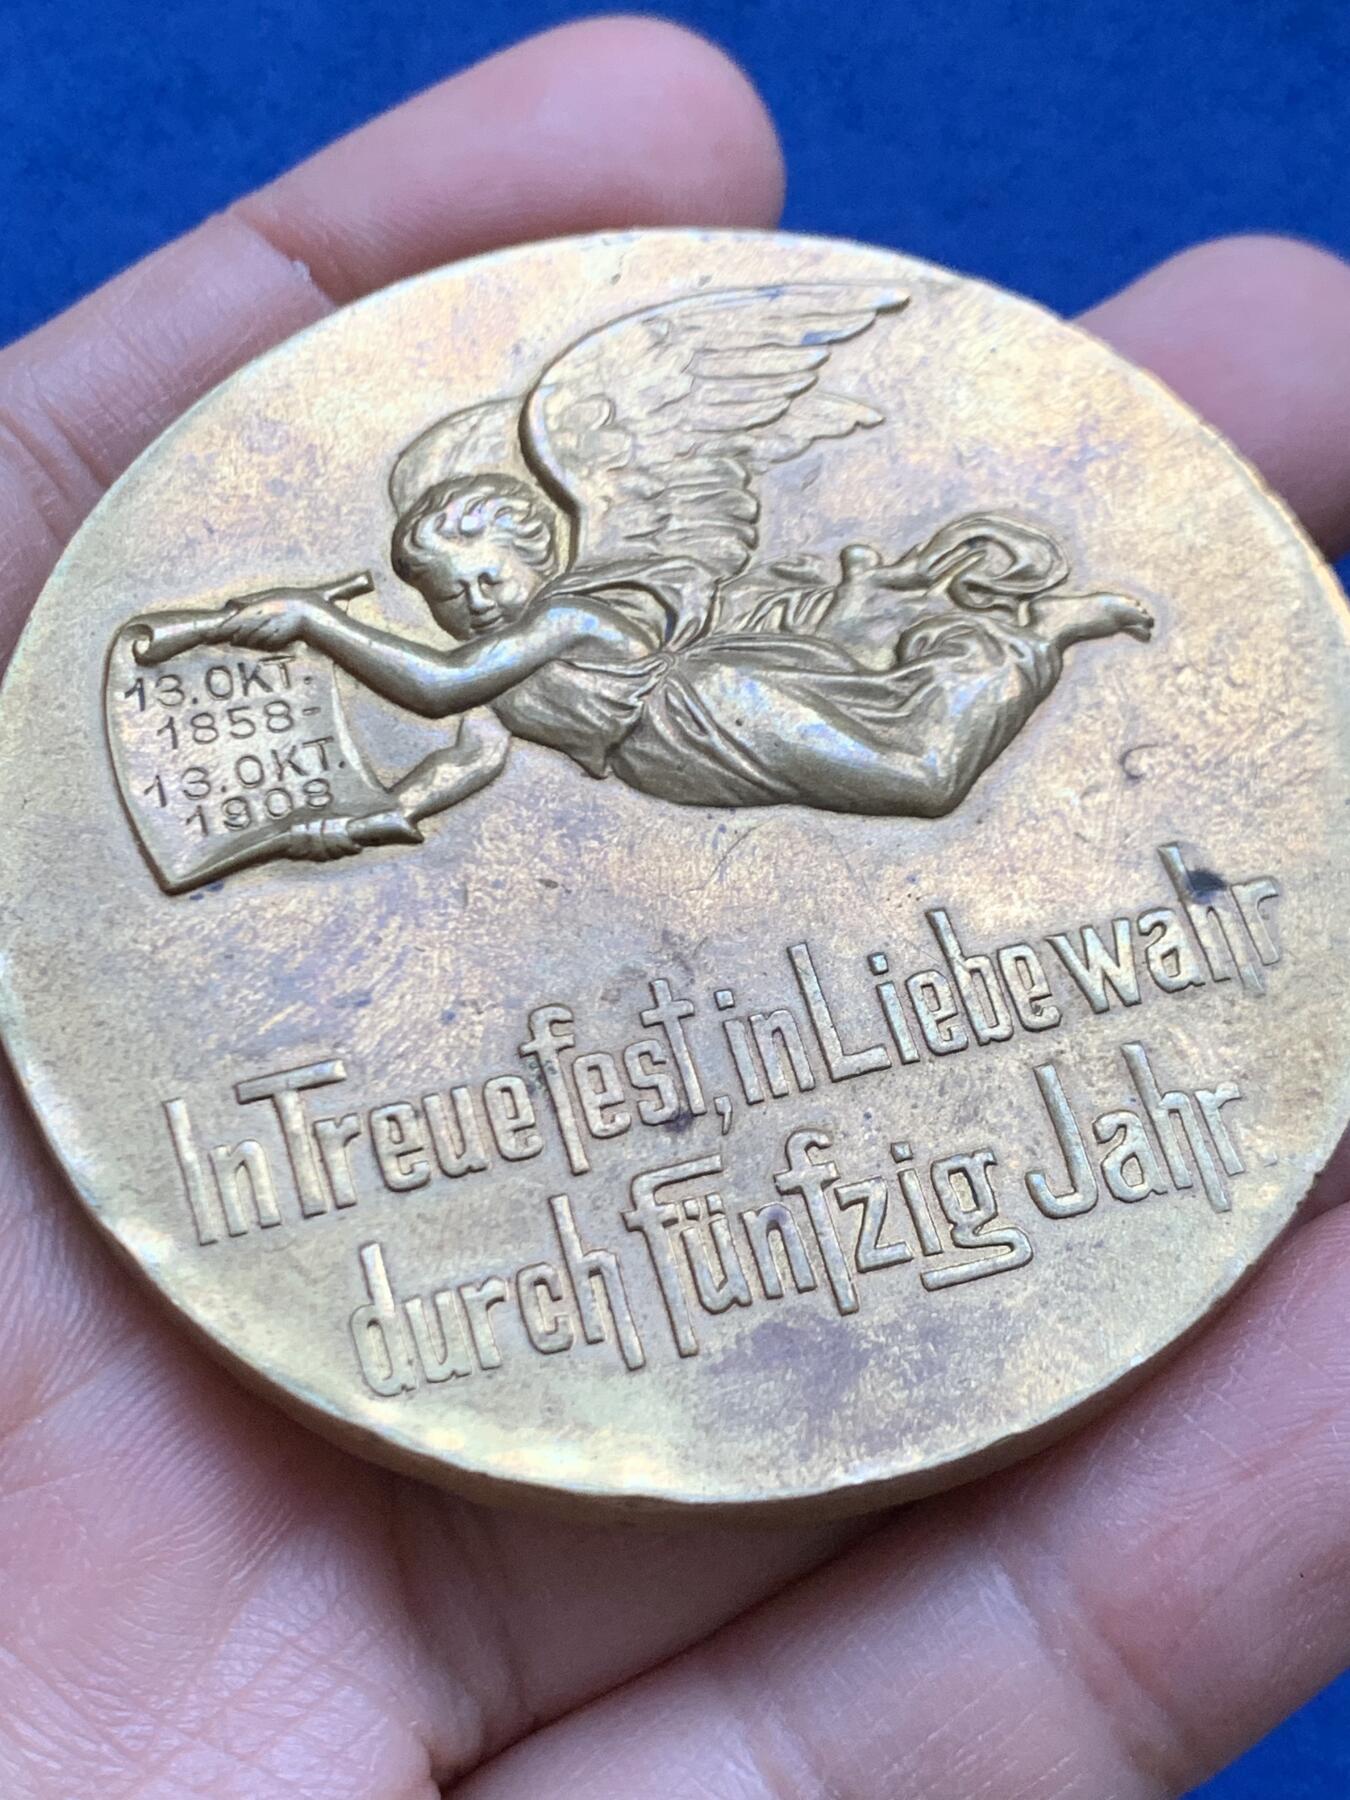 13.OKT.
1858-
13.OKT.
1908
In Treue fest, in Liebe wahr
durch fünfzig Jahr.